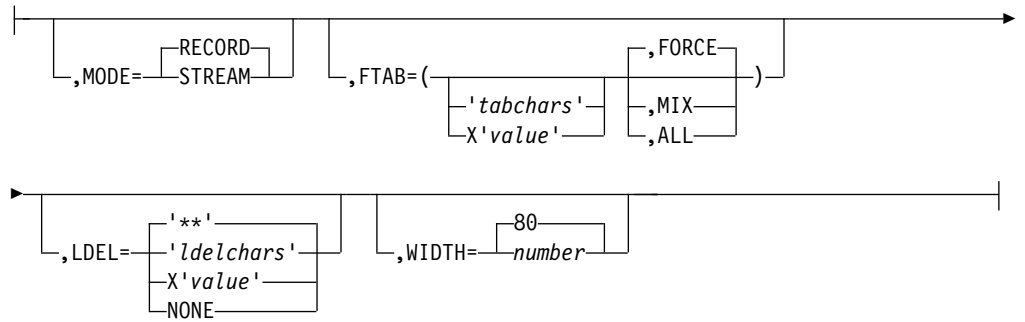 RECORD ,FORCE
,MODE= STREAM ,FTAB=( )
'tabchars' ,MIX
X'value' ,ALL
'**' 80
,LDEL= 'ldelchars' ,WIDTH= number
X'value'
NONE